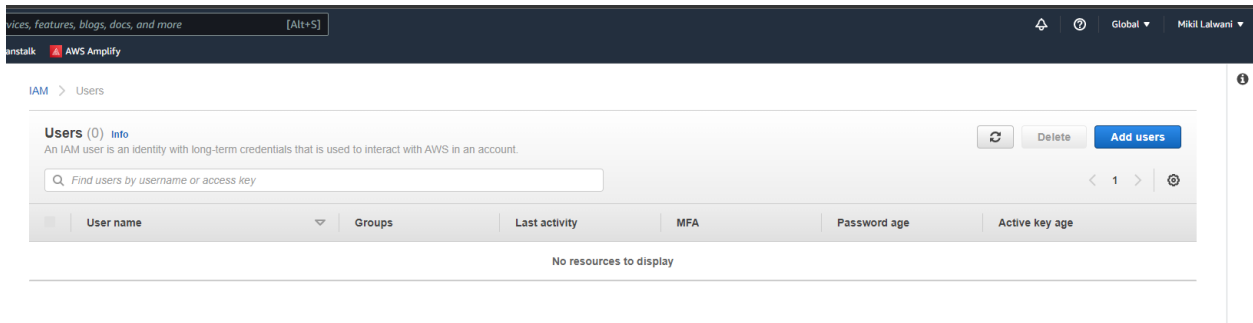 vices, features, blogs, docs, and more [Alt+S] Global ▼ Mikil Lalwani ▼
anstalk AWS Amplify
IAM > Users
Users (0) Info
Delete Add users
An IAM user is an identity with long-term credentials that is used to interact with AWS in an account.
Find users by username or access key < 1 >
User name Groups Last activity MFA Password age Active key age
No resources to display